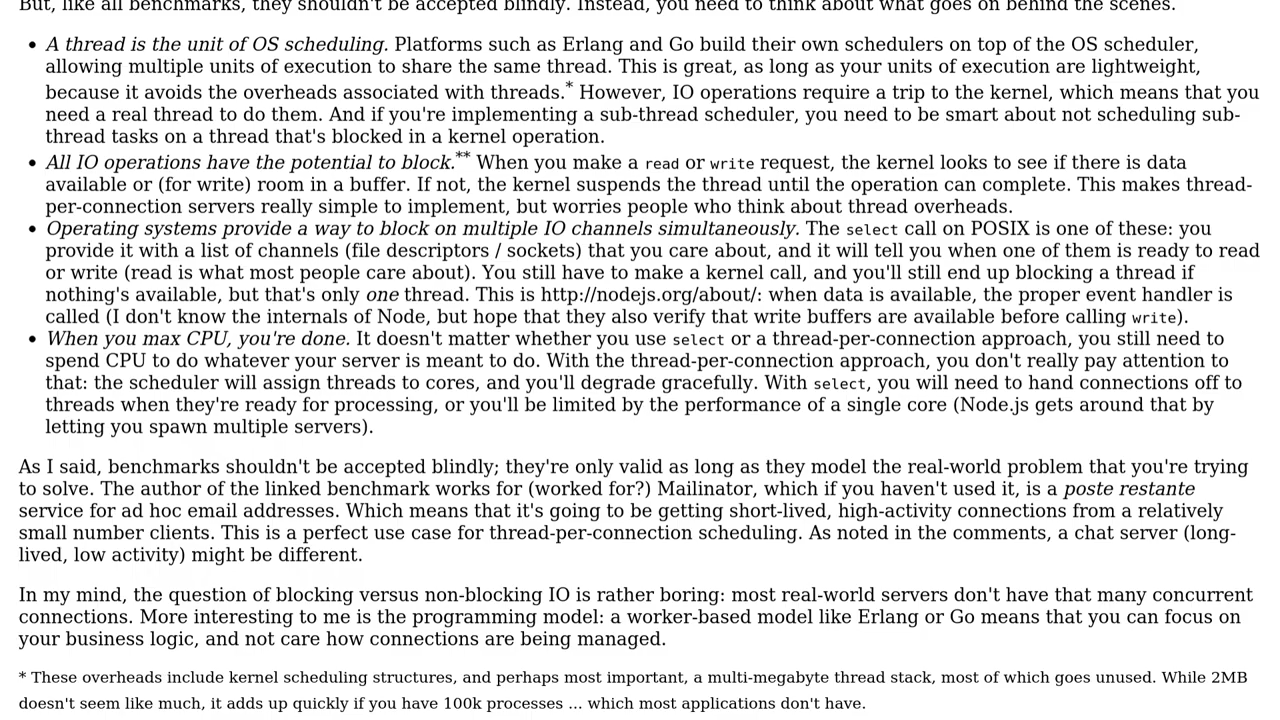 But, like all benchmarks, they shouldn't be accepted blindly. Instead, you need to think about what goes on behind the scenes.
• A thread is the unit of OS scheduling. Platforms such as Erlang and Go build their own schedulers on top of the OS scheduler,
allowing multiple units of execution to share the same thread. This is great, as long as your units of execution are lightweight,
because it avoids the overheads associated with threads.* However, IO operations require a trip to the kernel, which means that you
need a real thread to do them. And if you're implementing a sub-thread scheduler, you need to be smart about not scheduling sub-
thread tasks on a thread that's blocked in a kernel operation.
• All IO operations have the potential to block.** When you make a read or write request, the kernel looks to see if there is data
available or (for write) room in a buffer. If not, the kernel suspends the thread until the operation can complete. This makes thread-
per-connection servers really simple to implement, but worries people who think about thread overheads.
• Operating systems provide a way to block on multiple IO channels simultaneously. The select call on POSIX is one of these: you
provide it with a list of channels (file descriptors / sockets) that you care about, and it will tell you when one of them is ready to read
or write (read is what most people care about). You still have to make a kernel call, and you'll still end up blocking a thread if
nothing's available, but that's only one thread. This is http://nodejs.org/about/: when data is available, the proper event handler is
called (I don't know the internals of Node, but hope that they also verify that write buffers are available before calling write).
• When you max CPU, you're done. It doesn't matter whether you use select or a thread-per-connection approach, you still need to
spend CPU to do whatever your server is meant to do. With the thread-per-connection approach, you don't really pay attention to
that: the scheduler will assign threads to cores, and you'll degrade gracefully. With select, you will need to hand connections off to
threads when they're ready for processing, or you'll be limited by the performance of a single core (Node.js gets around that by
letting you spawn multiple servers).
As I said, benchmarks shouldn't be accepted blindly; they're only valid as long as they model the real-world problem that you're trying
to solve. The author of the linked benchmark works for (worked for?) Mailinator, which if you haven't used it, is a poste restante
service for ad hoc email addresses. Which means that it's going to be getting short-lived, high-activity connections from a relatively
small number clients. This is a perfect use case for thread-per-connection scheduling. As noted in the comments, a chat server (long-
lived, low activity) might be different.
In my mind, the question of blocking versus non-blocking IO is rather boring: most real-world servers don't have that many concurrent
connections. More interesting to me is the programming model: a worker-based model like Erlang or Go means that you can focus on
your business logic, and not care how connections are being managed.
* These overheads include kernel scheduling structures, and perhaps most important, a multi-megabyte thread stack, most of which goes unused. While 2MB
doesn't seem like much, it adds up quickly if you have 100k processes ... which most applications don't have.